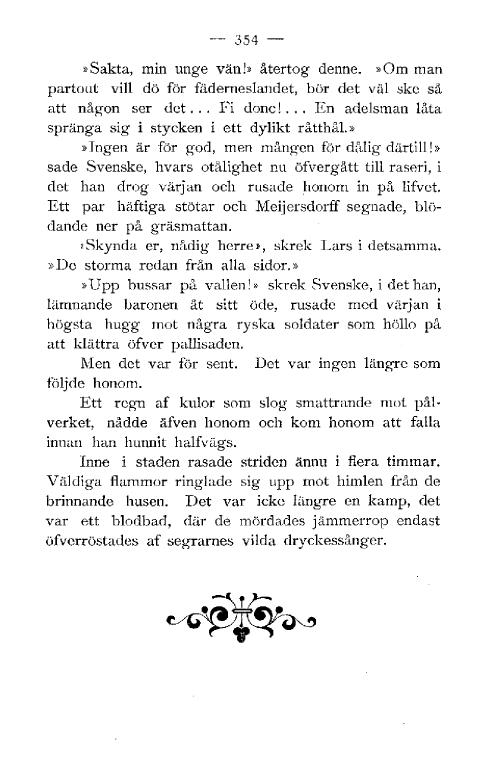 — 354 —
»Sakta, min unge vän!» återtog denne. »Om man
partout vill dö för fäderneslandet, bör det väl ske så
att någon ser det... Fi donc!... En adelsman låta
spränga sig i stycken i ett dylikt råtthål.»
»Ingen är för god, men mången för dålig därtill!»
sade Svenske, hvars otålighet nu öfvergått till raseri, i
det han drog värjan och rusade honom in på lifvet.
Ett par häftiga stötar och Meijersdorff segnade, blö-
dande ner på gräsmattan.
»Skynda er, nådig herre», skrek Lars i detsamma.
»De storma redan från alla sidor.»
»Upp bussar på vallen!» skrek Svenske, i det han,
lämnande baronen åt sitt öde, rusade med värjan i
högsta hugg mot några ryska soldater som höllo på
att klättra öfver pallisaden.
Men det var för sent. Det var ingen längre som
följde honom.
Ett regn af kulor som slog smattrande mot pål-
verket, nådde äfven honom och kom honom att falla
innan han hunnit halfvägs.
Inne i staden rasade striden ännu i flera timmar.
Väldiga flammor ringlade sig upp mot himlen från de
brinnande husen. Det var icke längre en kamp, det
var ett blodbad, där de mördades jämmerrop endast
öfverröstades af segrarnes vilda dryckessånger.